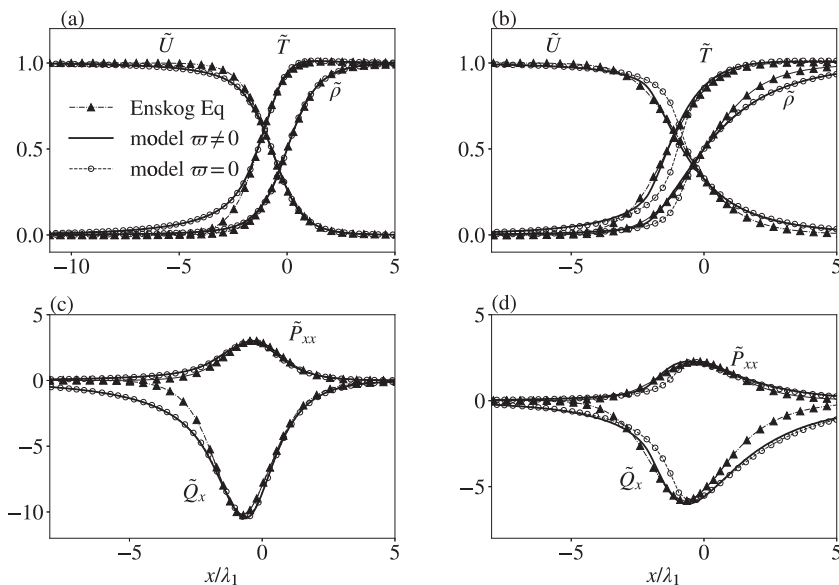 (a)
(b)
Ũ
T̃
ρ̃
Ũ
T̃
ρ̃
1.0
0.5
0.0
1.0
0.5
0.0
Enskog Eq
model ϖ≠0
model ϖ=0
−10
−5
0
5
−5
0
5
(c)
(d)
5
0
−5
−10
5
0
−5
P̃xx
Q̃x
P̃xx
Q̃x
−5
0
5
−5
0
5
x/λ1
x/λ1